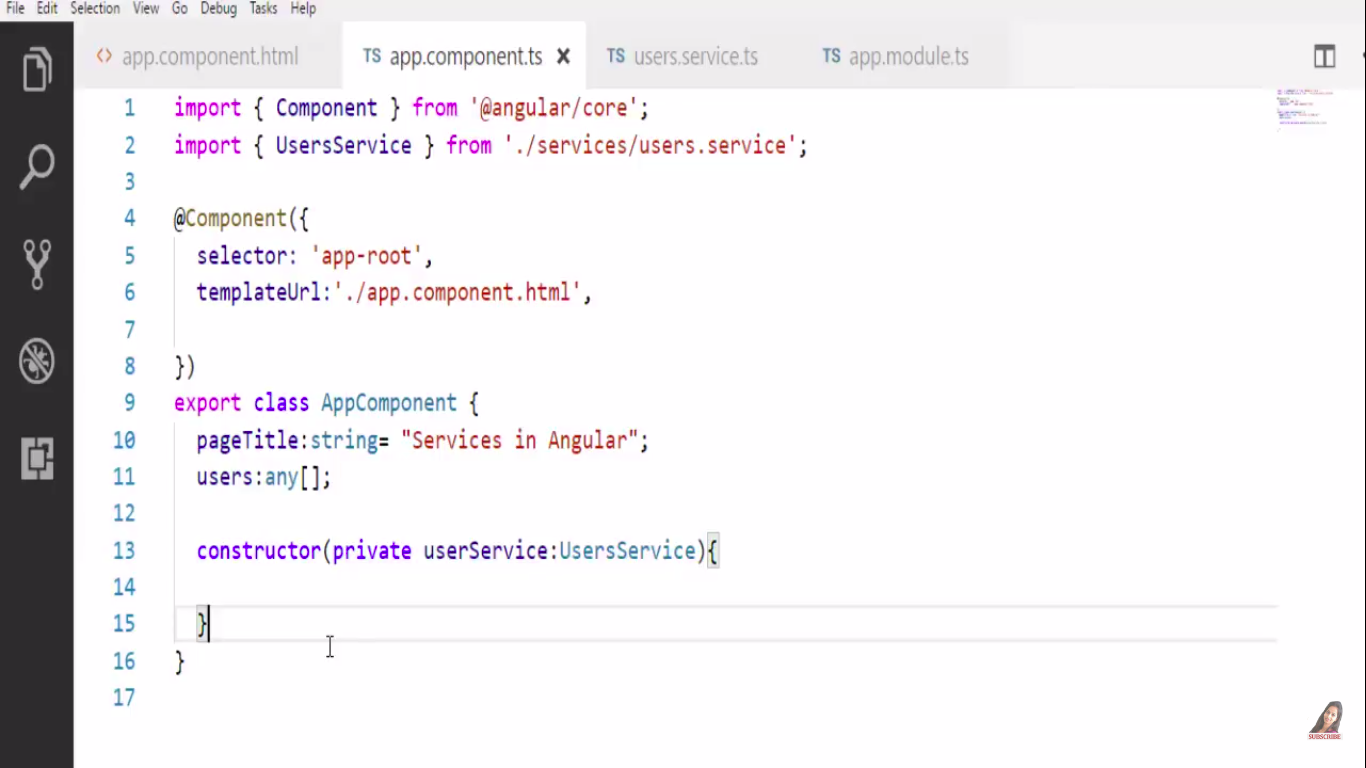 File Edit Selection View Go Debug Tasks Help
<> app.component.html TS app.component.ts TS users.service.ts TS app.module.ts
1 import { Component } from '@angular/core';
2 import { UsersService } from './services/users.service';
3
4 @Component({
5 selector: 'app-root',
6 templateUrl:'./app.component.html',
7
8 })
9 export class AppComponent {
10 pageTitle:string= "Services in Angular";
11 users:any[];
12
13 constructor(private userService:UsersService){
14
15 }
16 }
17
SUBSCRIBE